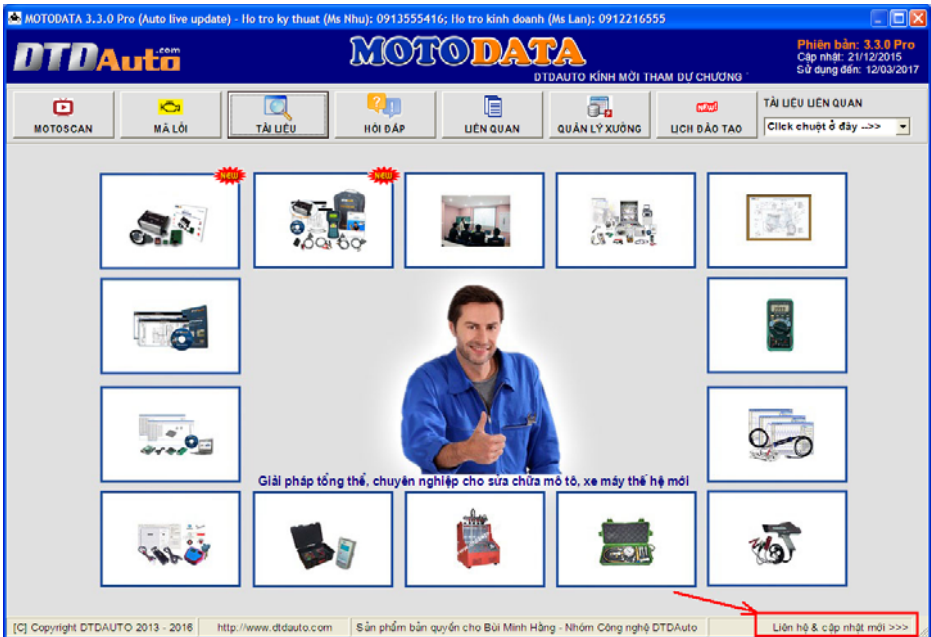 MOTODATA 3.3.0 Pro (Auto live update) - Ho tro ky thuat (Ms Nhu): 0913555416; Ho tro kinh doanh (Ms Lan): 0912216555
DTDAuto.com
MOTODATA
DTDAUTO KÍNH MỜI THAM DỰ CHƯƠNG
Phiên bản: 3.3.0 Pro
Cập nhật: 21/12/2015
Sử dụng đến: 12/03/2017
MOTOSCAN
MÃ LỖI
TÀI LIỆU
HỎI ĐÁP
LIÊN QUAN
QUẢN LÝ XƯỞNG
NEW!
LỊCH ĐÀO TẠO
TÀI LIỆU LIÊN QUAN
Click chuột ở đây -->>
NEW
NEW
Giải pháp tổng thể, chuyên nghiệp cho sửa chữa mô tô, xe máy thế hệ mới
[C] Copyright DTDAUTO 2013 - 2016
http://www.dtdauto.com
Sản phẩm bản quyền cho Bùi Minh Hằng - Nhóm Công nghệ DTDAuto
Liên hệ & cập nhật mới >>>